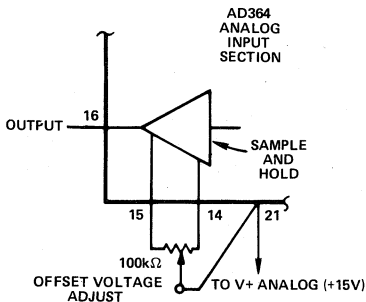 AD364
ANALOG
INPUT
SECTION
16
OUTPUT
SAMPLE
AND
HOLD
15
14
21
100kΩ
OFFSET VOLTAGE
ADJUST
TO V+ ANALOG (+15V)